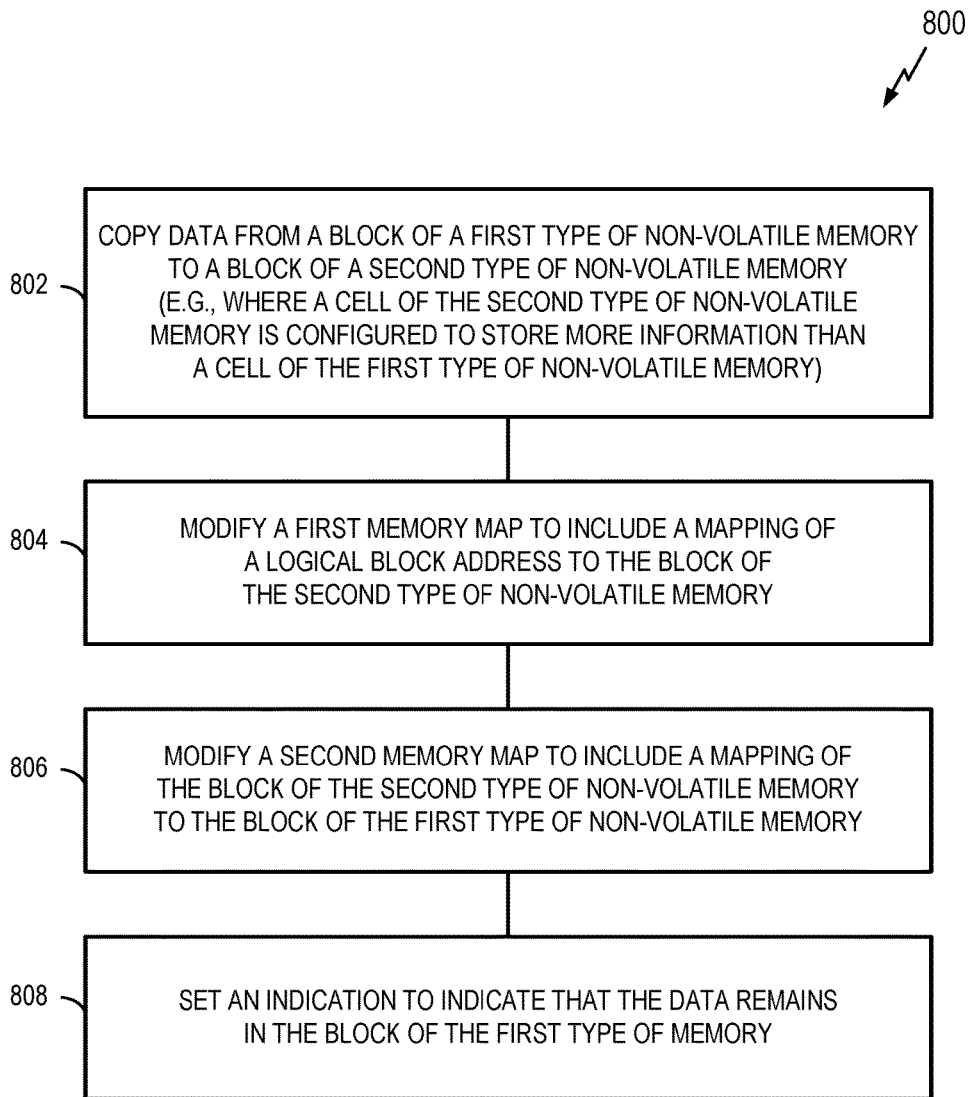 800
802
COPY DATA FROM A BLOCK OF A FIRST TYPE OF NON-VOLATILE MEMORY
TO A BLOCK OF A SECOND TYPE OF NON-VOLATILE MEMORY
(E.G., WHERE A CELL OF THE SECOND TYPE OF NON-VOLATILE
MEMORY IS CONFIGURED TO STORE MORE INFORMATION THAN
A CELL OF THE FIRST TYPE OF NON-VOLATILE MEMORY)
804
MODIFY A FIRST MEMORY MAP TO INCLUDE A MAPPING OF
A LOGICAL BLOCK ADDRESS TO THE BLOCK OF
THE SECOND TYPE OF NON-VOLATILE MEMORY
806
MODIFY A SECOND MEMORY MAP TO INCLUDE A MAPPING OF
THE BLOCK OF THE SECOND TYPE OF NON-VOLATILE MEMORY
TO THE BLOCK OF THE FIRST TYPE OF NON-VOLATILE MEMORY
808
SET AN INDICATION TO INDICATE THAT THE DATA REMAINS
IN THE BLOCK OF THE FIRST TYPE OF MEMORY